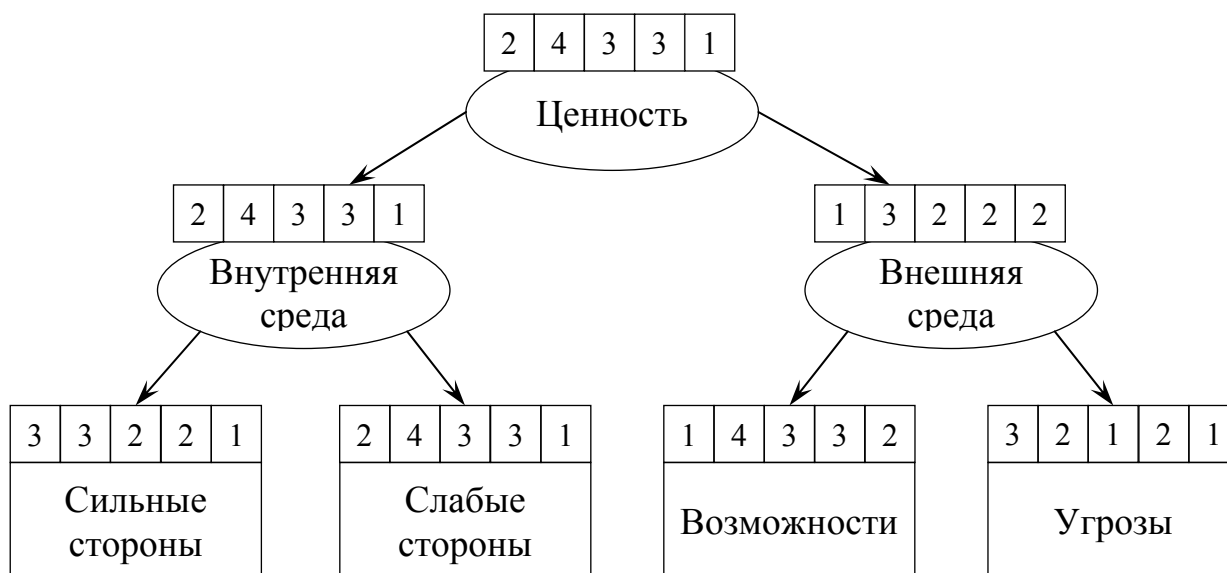 2 4 3 3 1
Ценность
2 4 3 3 1
1 3 2 2 2
Внутренняя
среда
Внешняя
среда
3 3 2 2 1
2 4 3 3 1
1 4 3 3 2
3 2 1 2 1
Сильные
стороны
Слабые
стороны
Возможности
Угрозы